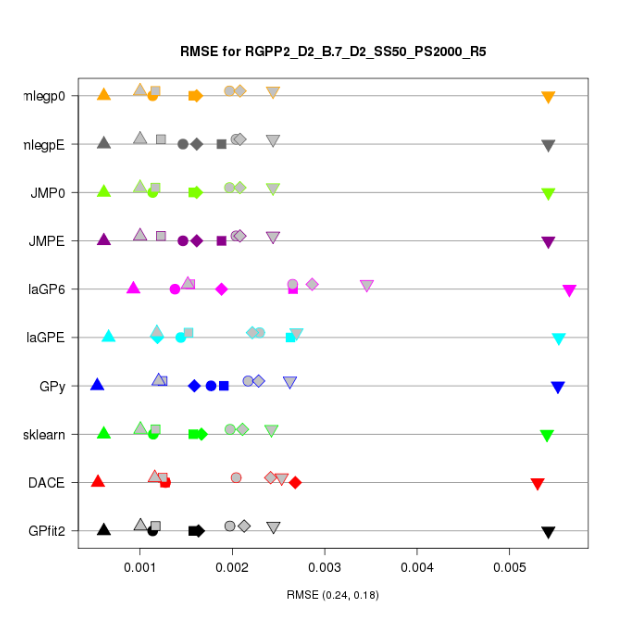 RMSE for RGPP2_D2_B.7_D2_SS50_PS2000_R5
mlegp0
mlegpE
JMP0
JMPE
laGP6
laGPE
GPy
sklearn
DACE
GPfit2
0.001 0.002 0.003 0.004 0.005
RMSE (0.24, 0.18)